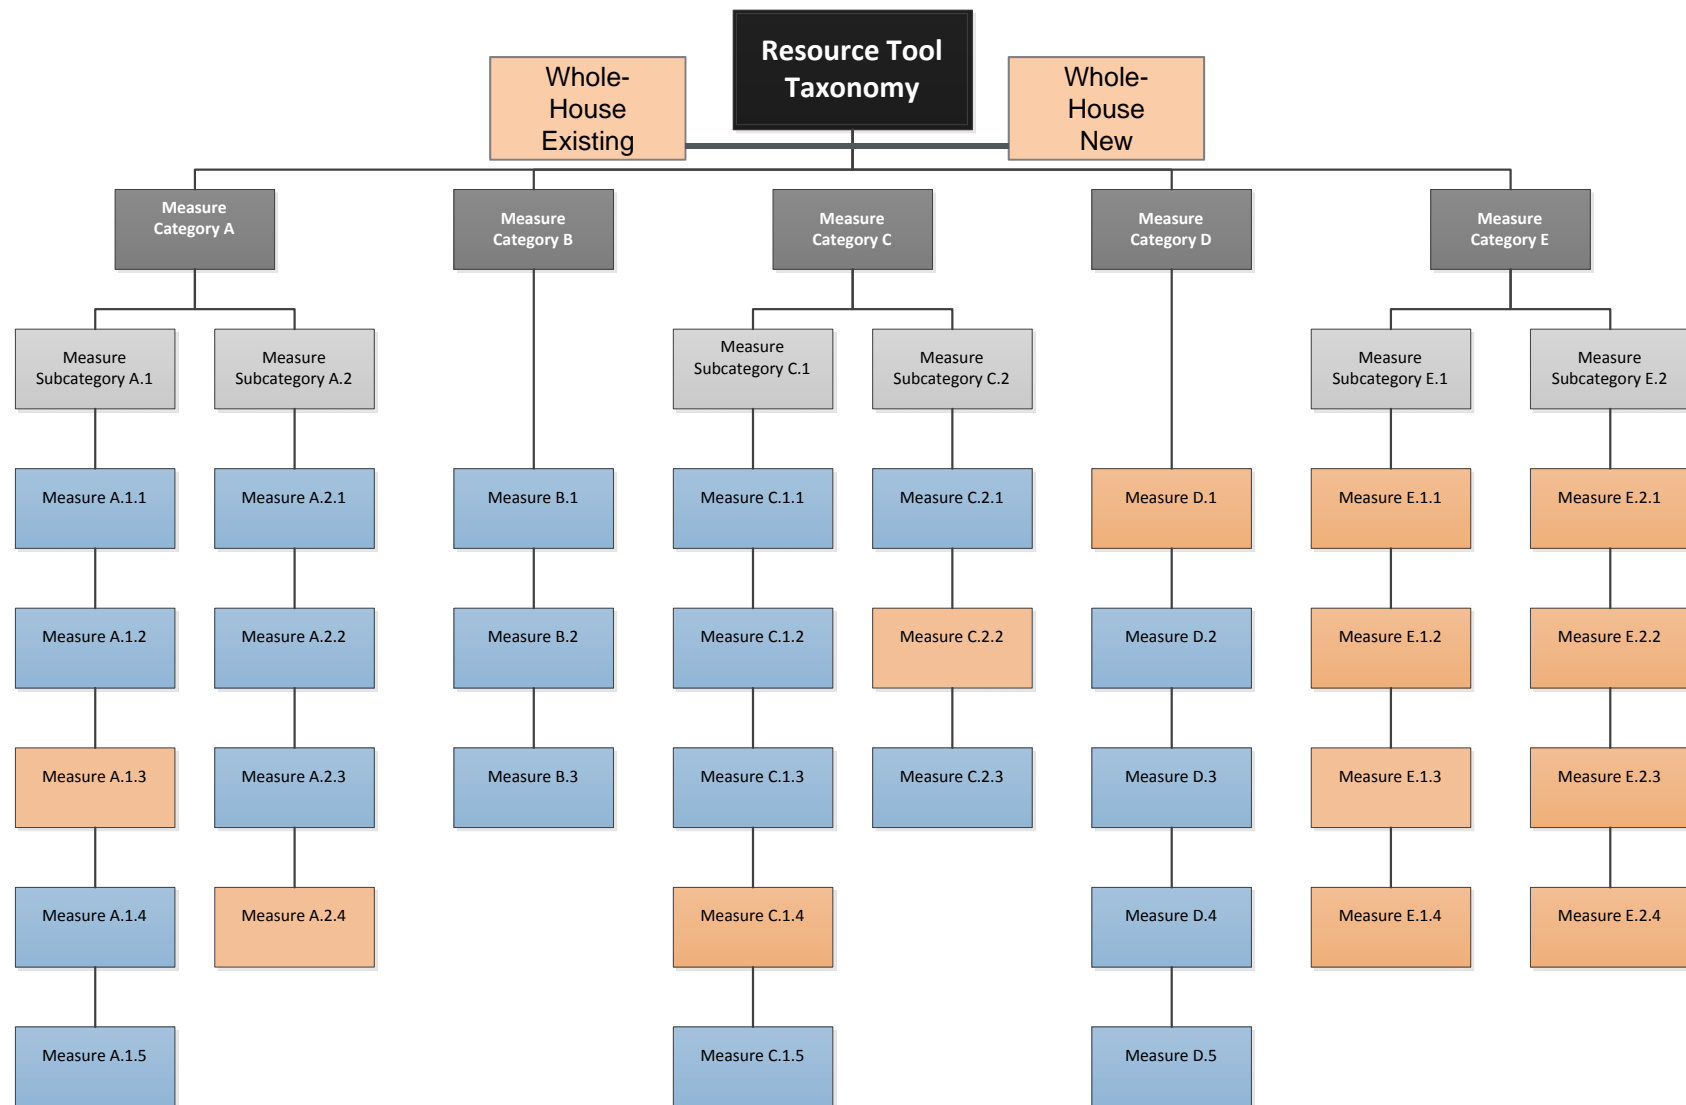 Resource Tool
Taxonomy
Whole-
House
Existing
Whole-
House
New
Measure
Category A
Measure
Category B
Measure
Category C
Measure
Category D
Measure
Category E
Measure
Subcategory A.1
Measure
Subcategory A.2
Measure
Subcategory C.1
Measure
Subcategory C.2
Measure
Subcategory E.1
Measure
Subcategory E.2
Measure A.1.1
Measure A.2.1
Measure B.1
Measure C.1.1
Measure C.2.1
Measure D.1
Measure E.1.1
Measure E.2.1
Measure A.1.2
Measure A.2.2
Measure B.2
Measure C.1.2
Measure C.2.2
Measure D.2
Measure E.1.2
Measure E.2.2
Measure A.1.3
Measure A.2.3
Measure B.3
Measure C.1.3
Measure C.2.3
Measure D.3
Measure E.1.3
Measure E.2.3
Measure A.1.4
Measure A.2.4
Measure C.1.4
Measure D.4
Measure E.1.4
Measure E.2.4
Measure A.1.5
Measure C.1.5
Measure D.5